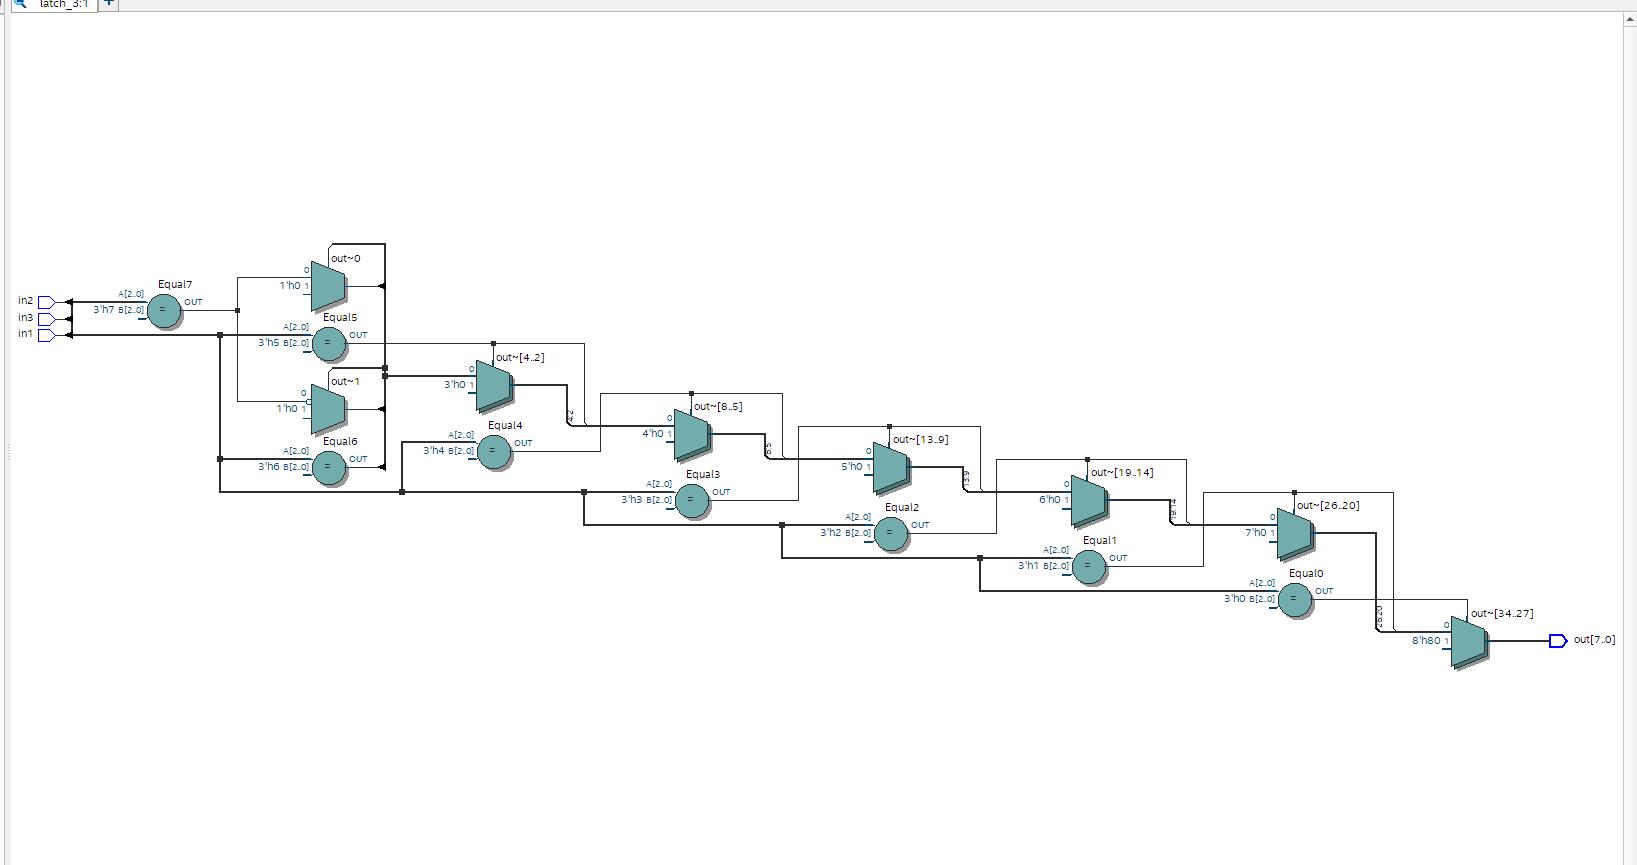 latch_3:1
+
out~0
0
1'h0 1
Equal7
in2
A[2..0]
OUT
3'h7 B[2..0]
=
in3
Equal5
in1
A[2..0]
OUT
3'h5 B[2..0]
=
out~[4..2]
0
3'h0 1
out~1
0
1'h0 1
4..2
out~[8..5]
0
4'h0 1
Equal4
A[2..0]
OUT
3'h4 B[2..0]
=
Equal6
A[2..0]
OUT
3'h6 B[2..0]
=
8..5
out~[13..9]
0
5'h0 1
Equal3
A[2..0]
OUT
3'h3 B[2..0]
=
13..9
out~[19..14]
0
6'h0 1
Equal2
A[2..0]
OUT
3'h2 B[2..0]
=
19..14
out~[26..20]
0
7'h0 1
Equal1
A[2..0]
OUT
3'h1 B[2..0]
=
Equal0
A[2..0]
OUT
3'h0 B[2..0]
=
26..20
out~[34..27]
0
8'h80 1
out[7..0]